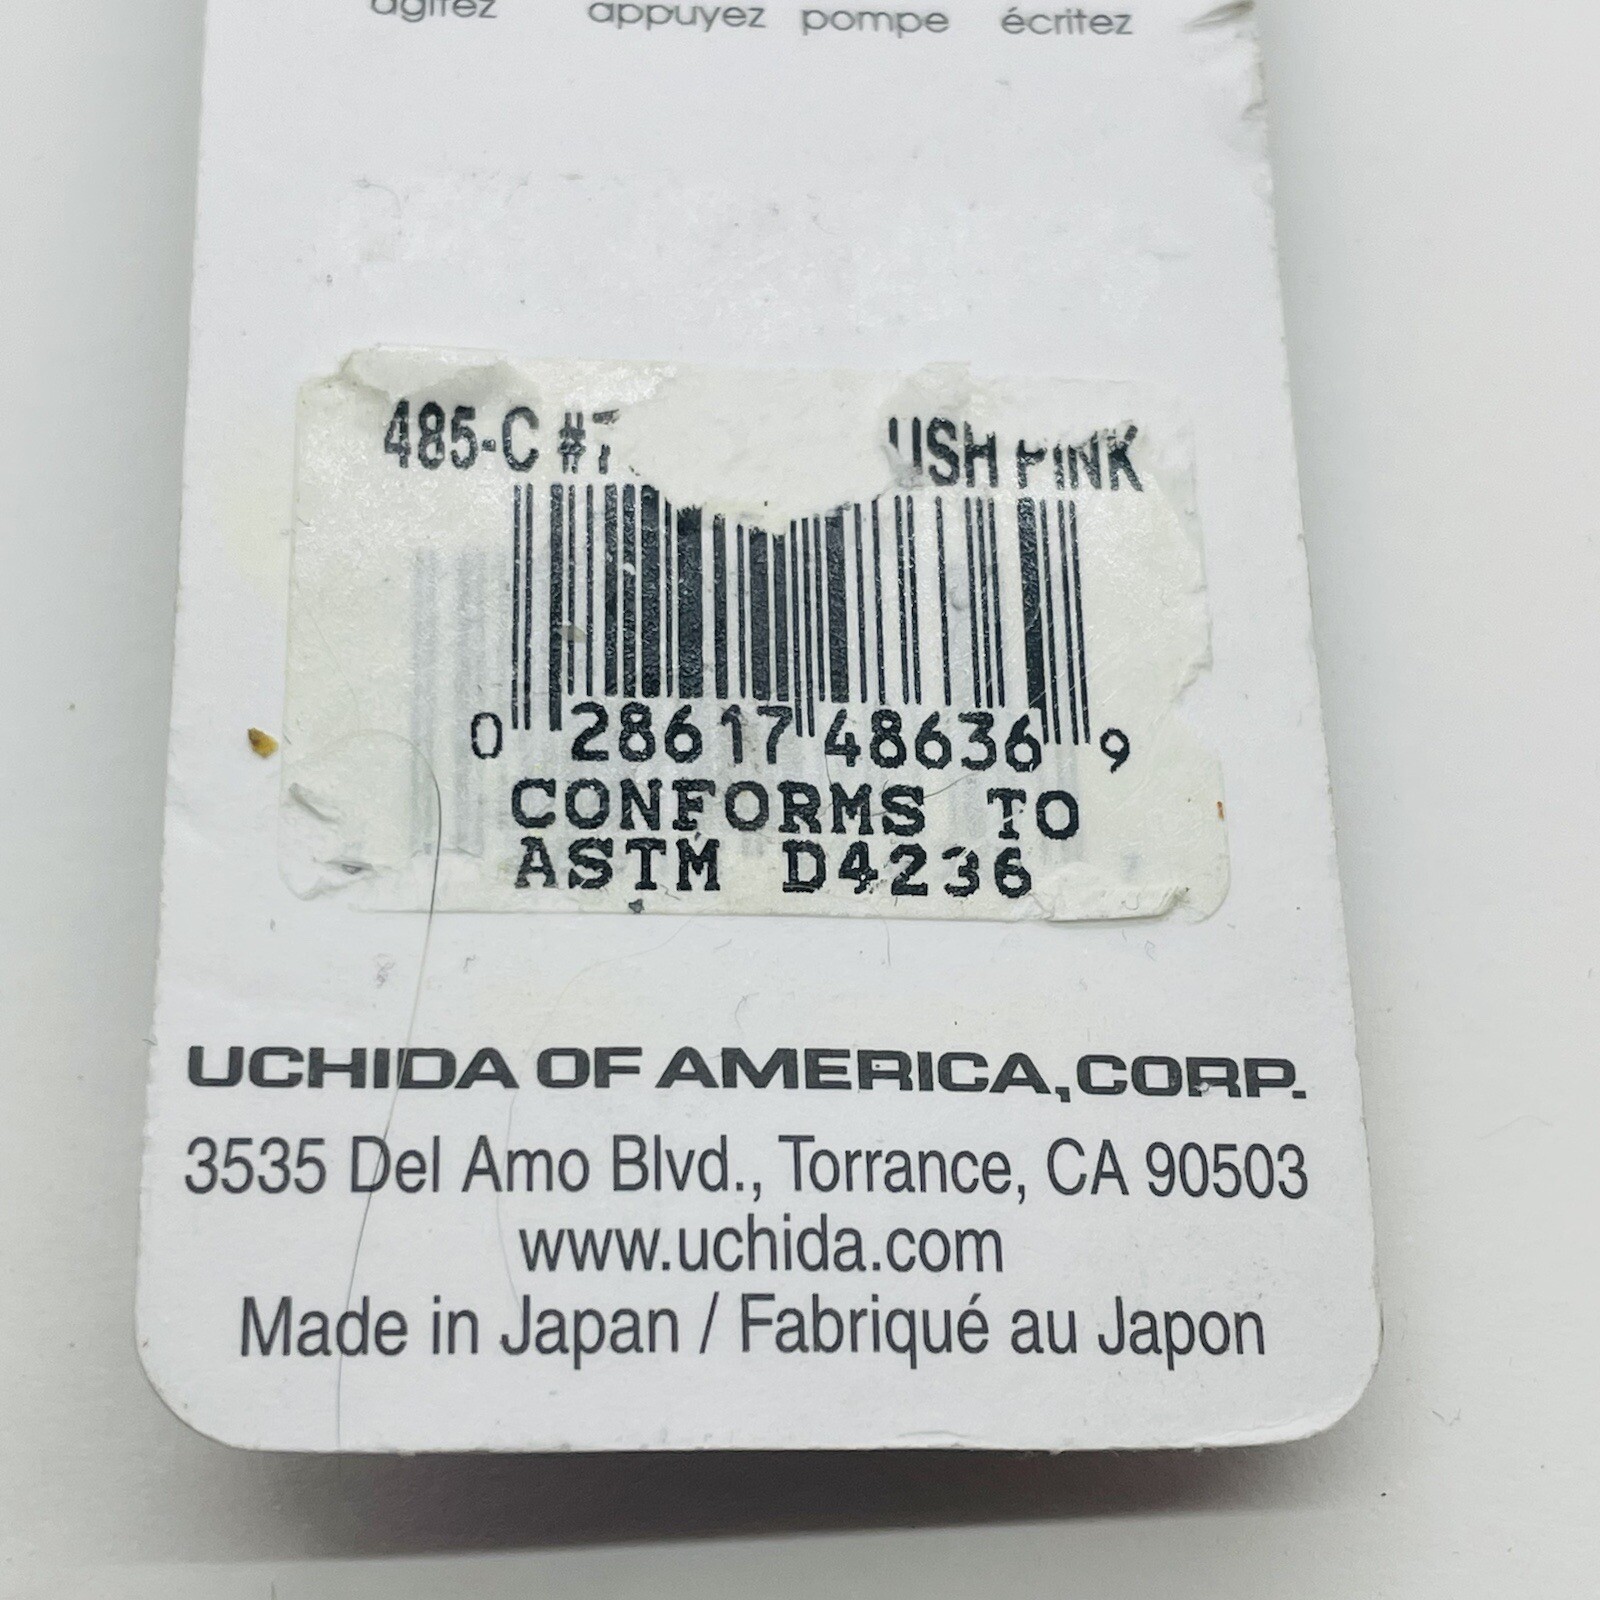 agitez appuyez pompe écritez
485-C #7 USH PINK
0 28617 48636 9
CONFORMS TO
ASTM D4236
UCHIDA OF AMERICA, CORP.
3535 Del Amo Blvd., Torrance, CA 90503
www.uchida.com
Made in Japan / Fabriqué au Japon